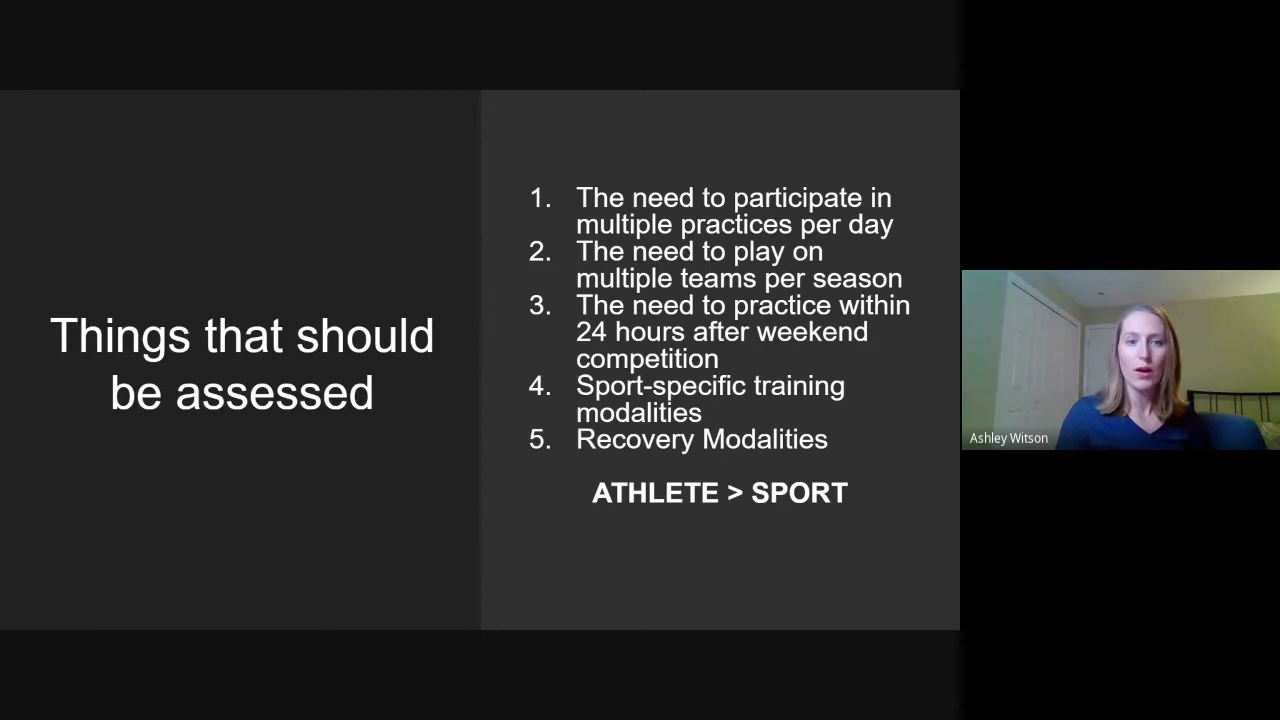 Things that should
be assessed
1. The need to participate in
multiple practices per day
2. The need to play on
multiple teams per season
3. The need to practice within
24 hours after weekend
competition
4. Sport-specific training
modalities
5. Recovery Modalities
ATHLETE > SPORT
Ashley Witson